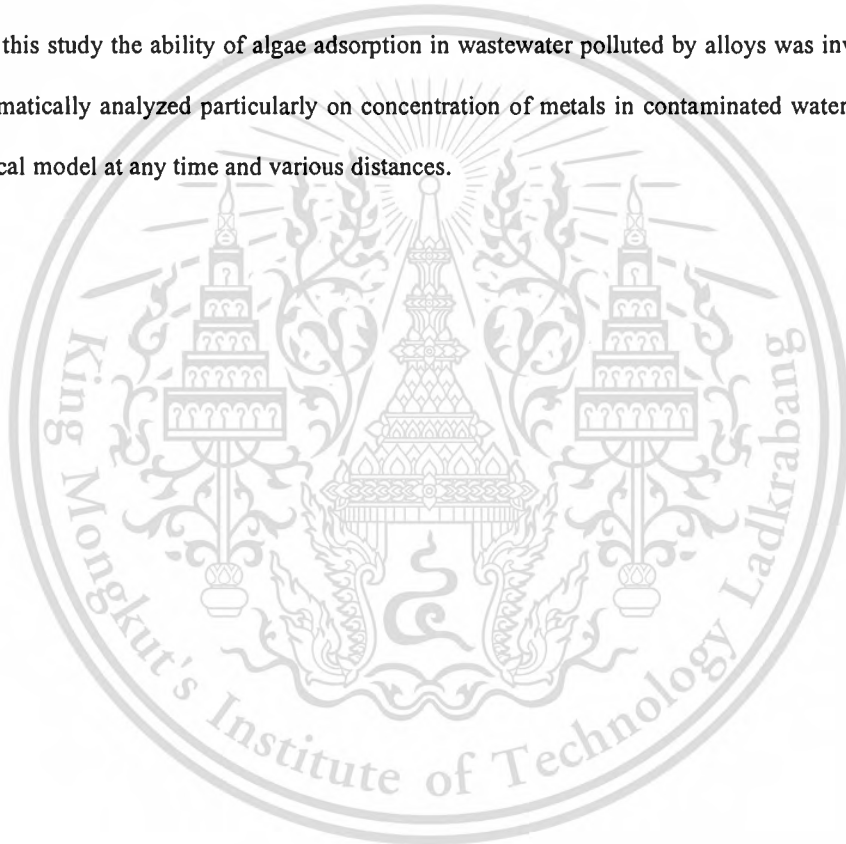 this study the ability of algae adsorption in wastewater polluted by alloys was inv
matically analyzed particularly on concentration of metals in contaminated water
cal model at any time and various distances.
King Mongkut's Institute of Technology Ladkrabang